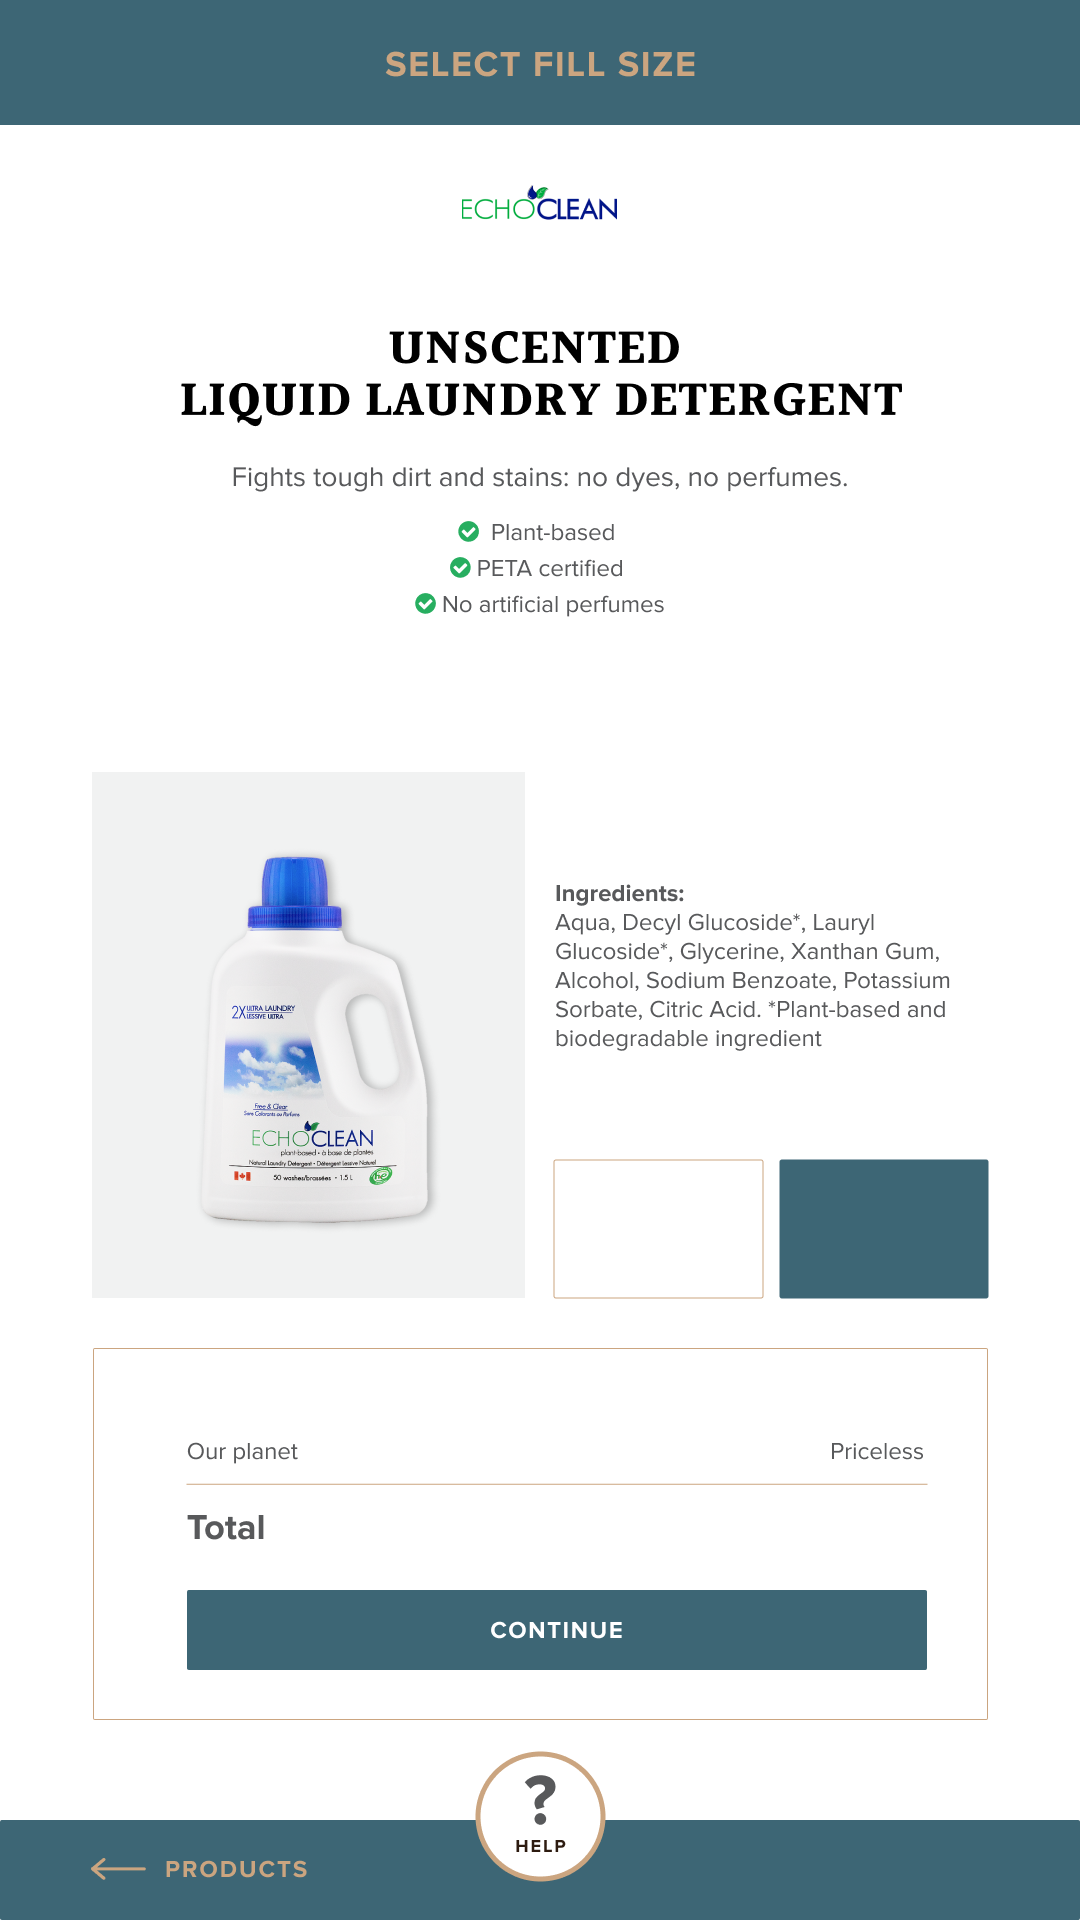 SELECT FILL SIZE
ECHOCLEAN
UNSCENTED
LIQUID LAUNDRY DETERGENT
Fights tough dirt and stains: no dyes, no perfumes.
Plant-based
PETA certified
No artificial perfumes
2X ULTRA LAUNDRY
LESSIVE ULTRA
Free & Clear
Sans Colorants ou Parfums
ECHOCLEAN
plant-based • à base de plantes
Natural Laundry Detergent • Détergent Lessive Naturel
50 washes/brassées • 1.5 L
he
Ingredients:
Aqua, Decyl Glucoside*, Lauryl
Glucoside*, Glycerine, Xanthan Gum,
Alcohol, Sodium Benzoate, Potassium
Sorbate, Citric Acid. *Plant-based and
biodegradable ingredient
Our planet Priceless
Total
CONTINUE
?
HELP
PRODUCTS